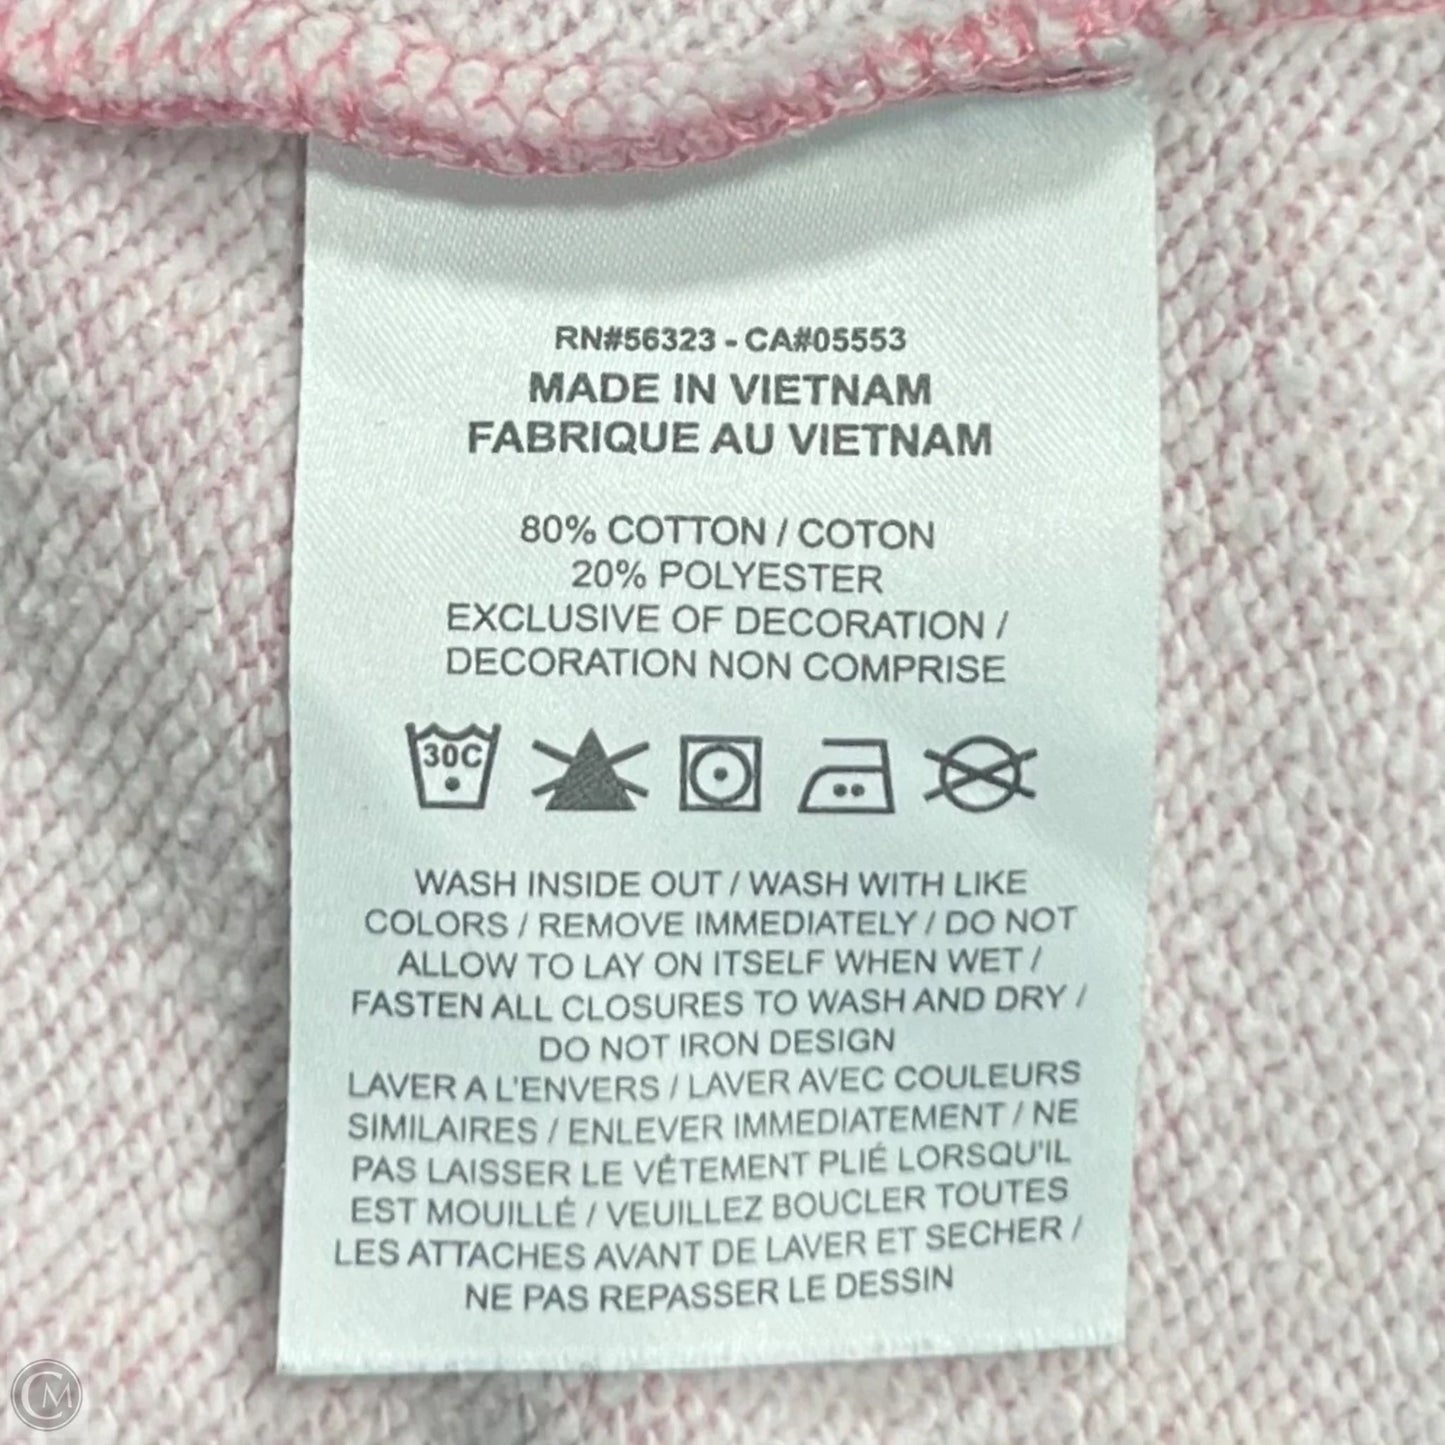 RN#56323 - CA#05553
MADE IN VIETNAM
FABRIQUE AU VIETNAM
80% COTTON / COTON
20% POLYESTER
EXCLUSIVE OF DECORATION /
DECORATION NON COMPRISE
30C
WASH INSIDE OUT / WASH WITH LIKE
COLORS / REMOVE IMMEDIATELY / DO NOT
ALLOW TO LAY ON ITSELF WHEN WET /
FASTEN ALL CLOSURES TO WASH AND DRY /
DO NOT IRON DESIGN
LAVER A L'ENVERS / LAVER AVEC COULEURS
SIMILAIRES / ENLEVER IMMEDIATEMENT / NE
PAS LAISSER LE VÊTEMENT PLIÉ LORSQU'IL
EST MOUILLÉ / VEUILLEZ BOUCLER TOUTES
LES ATTACHES AVANT DE LAVER ET SECHER /
NE PAS REPASSER LE DESSIN
CM